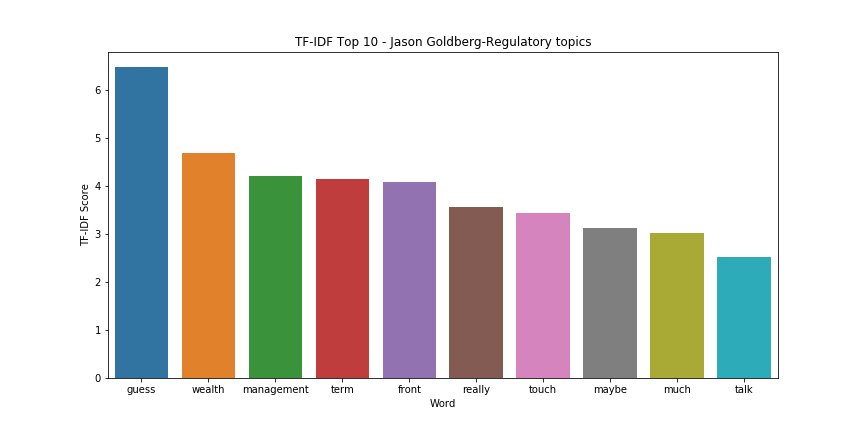 TF-IDF Top 10 - Jason Goldberg-Regulatory topics
TF-IDF Score
6
5
4
3
2
1
0
guess wealth management term front really touch maybe much talk
Word